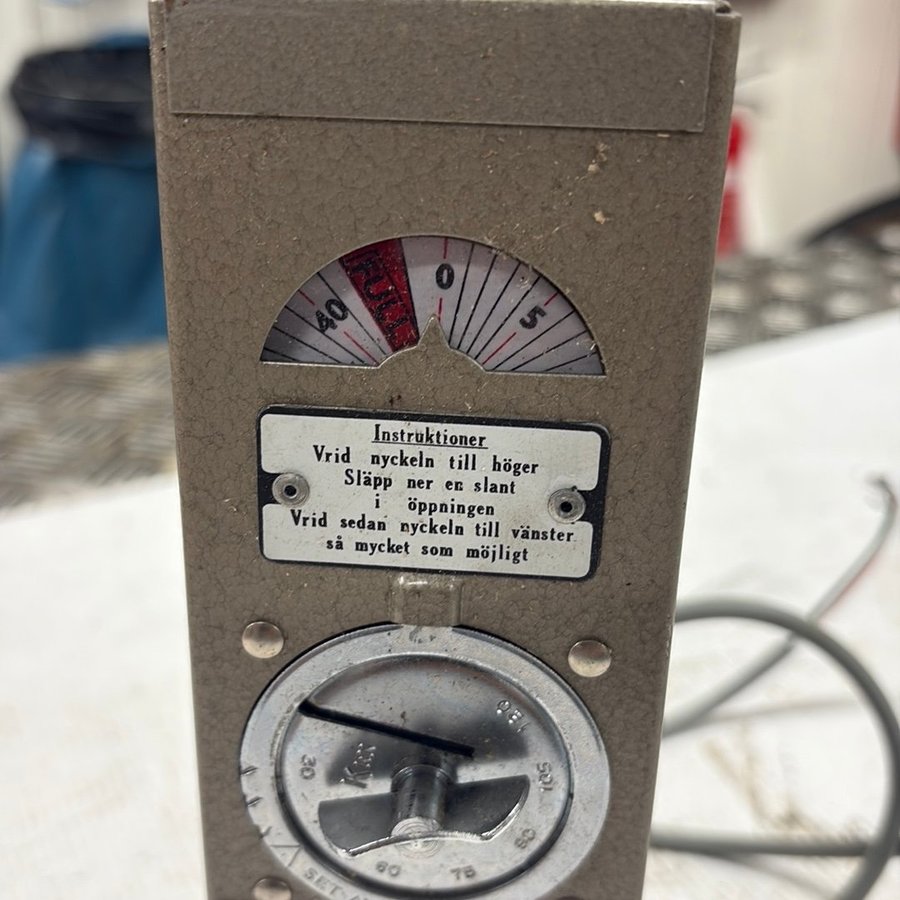 40 FULL 0 5
Instruktioner
Vrid nyckeln till höger
Släpp ner en slant
i öppningen
Vrid sedan nyckeln till vänster
så mycket som möjligt
30
60
75
105
SET-